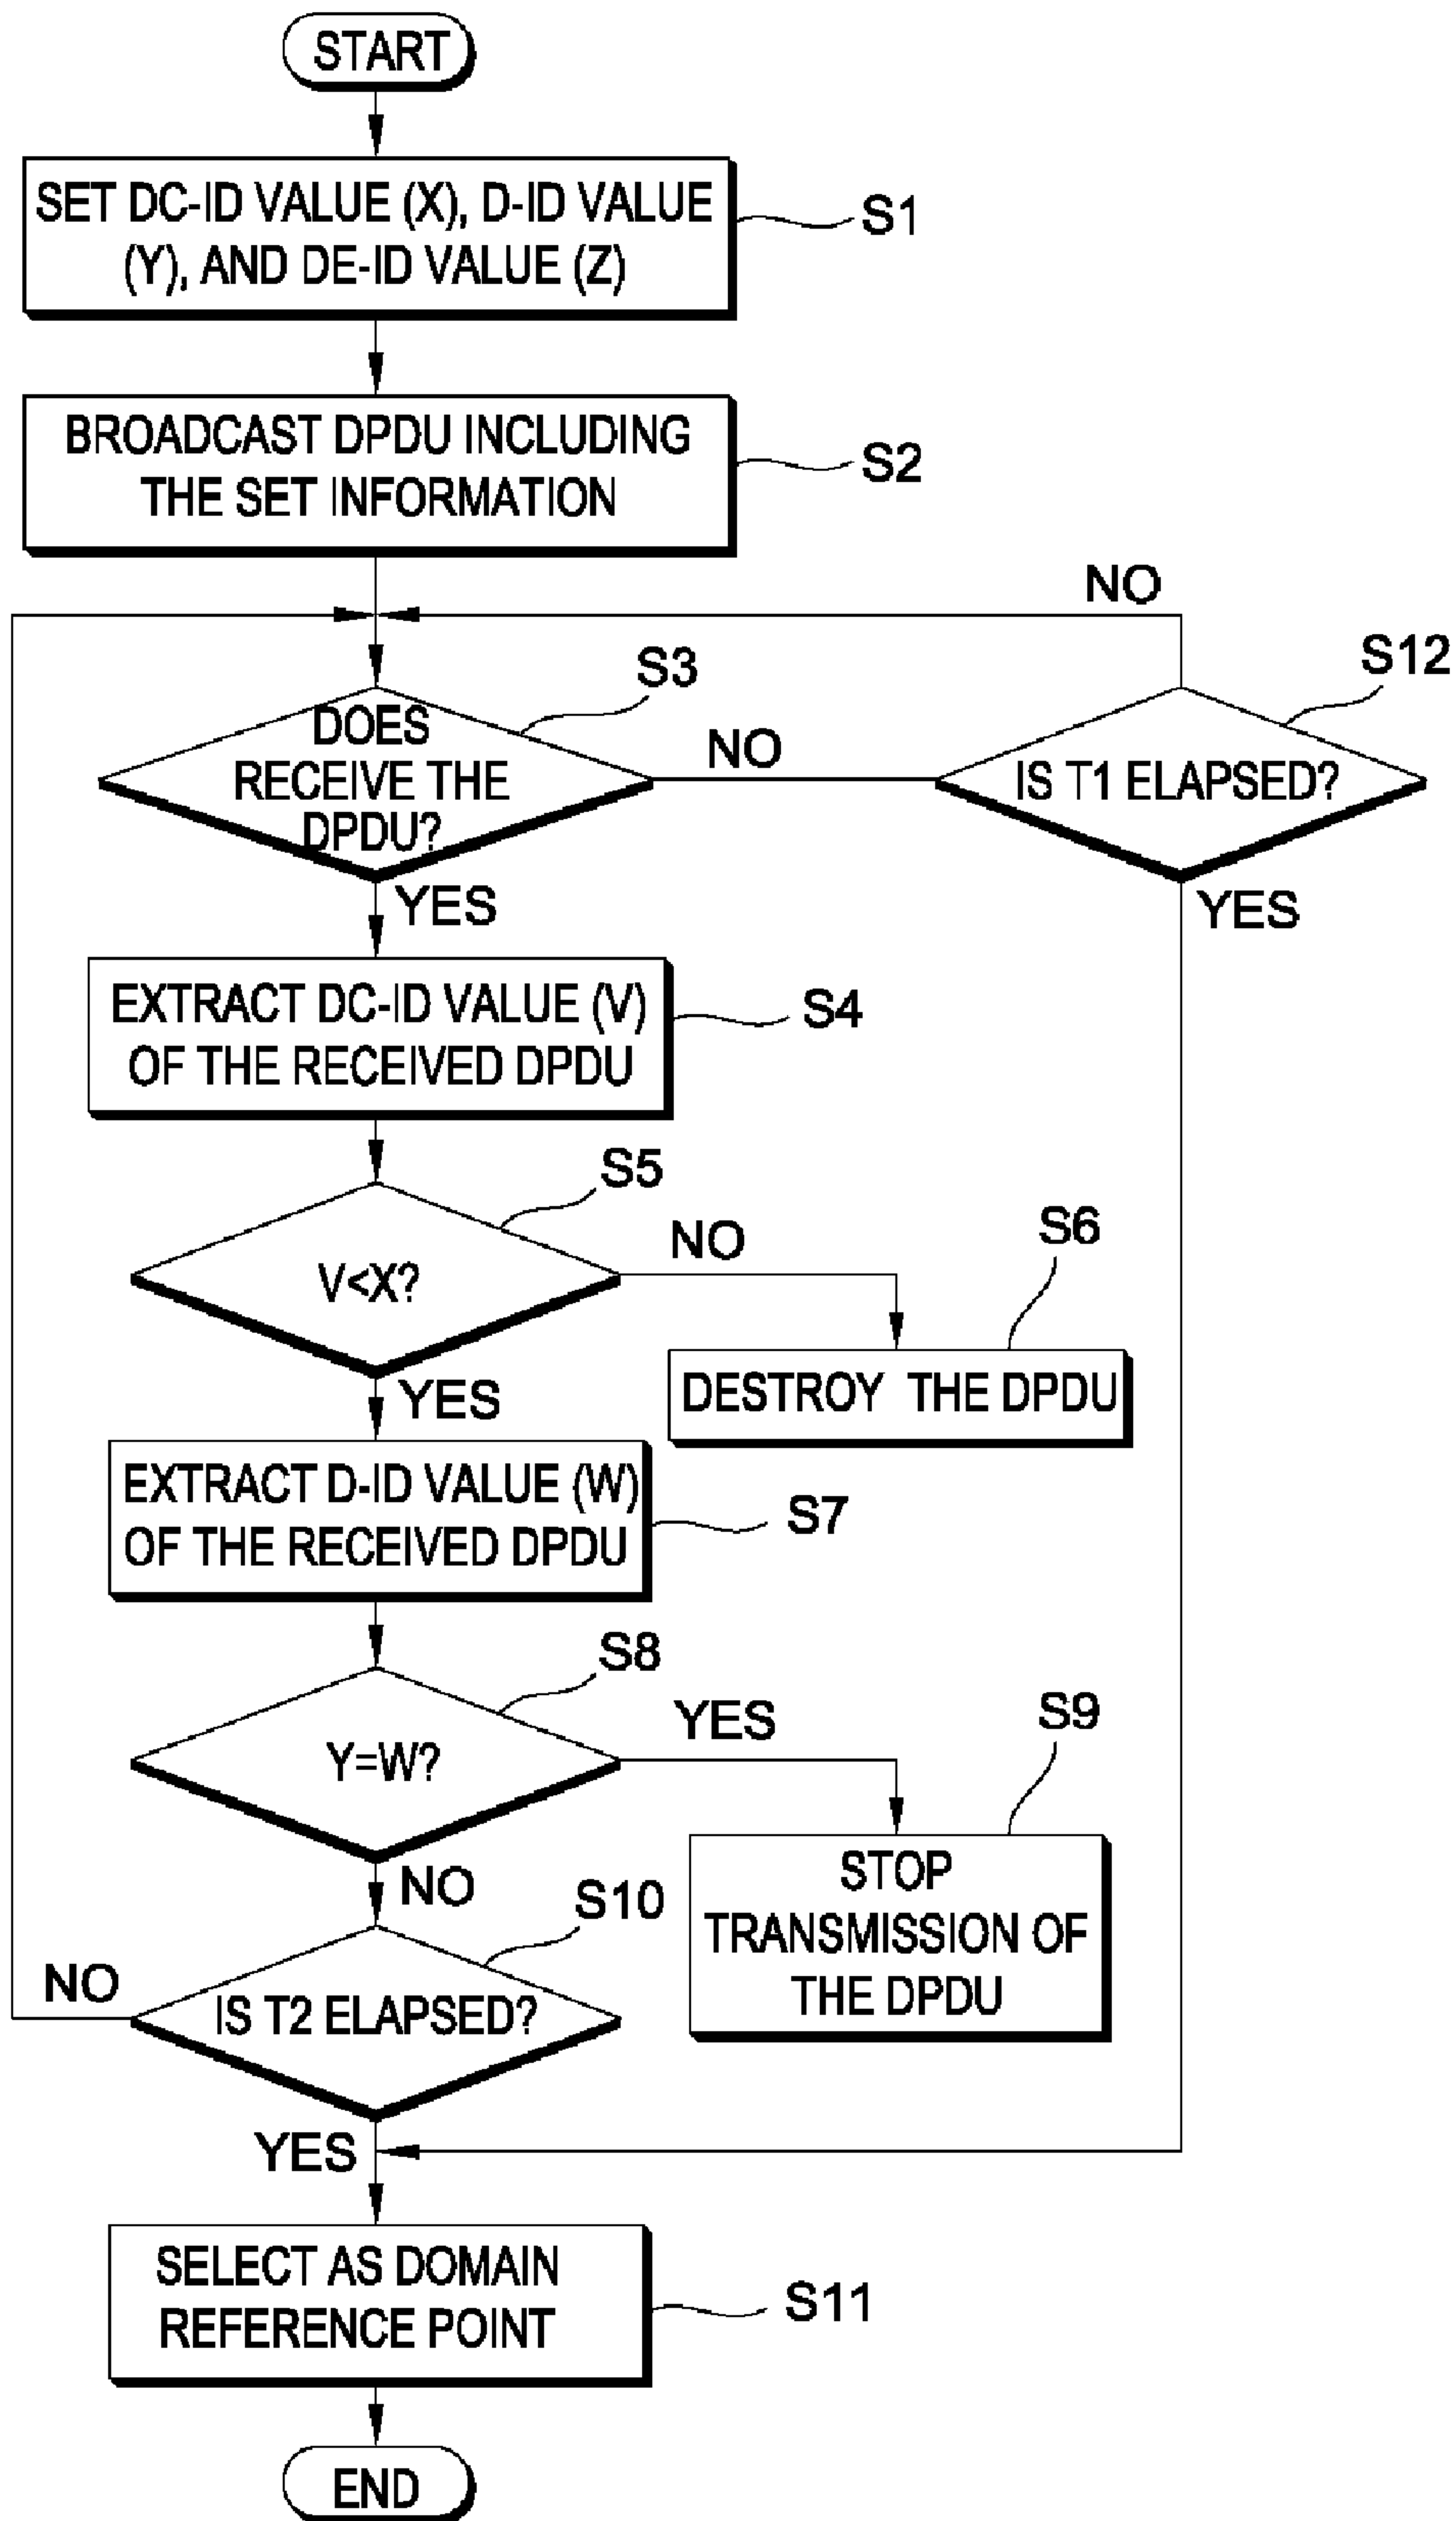 START
SET DC-ID VALUE (X), D-ID VALUE
(Y), AND DE-ID VALUE (Z)
S1
BROADCAST DPDU INCLUDING
THE SET INFORMATION
S2
NO
S12
S3
DOES
RECEIVE THE
DPDU?
NO
IS T1 ELAPSED?
YES
YES
EXTRACT DC-ID VALUE (V)
OF THE RECEIVED DPDU
S4
S5
V<X?
NO
S6
DESTROY THE DPDU
YES
EXTRACT D-ID VALUE (W)
OF THE RECEIVED DPDU
S7
S8
Y=W?
YES
S9
STOP
TRANSMISSION OF
THE DPDU
NO
S10
NO
IS T2 ELAPSED?
YES
SELECT AS DOMAIN
REFERENCE POINT
S11
END